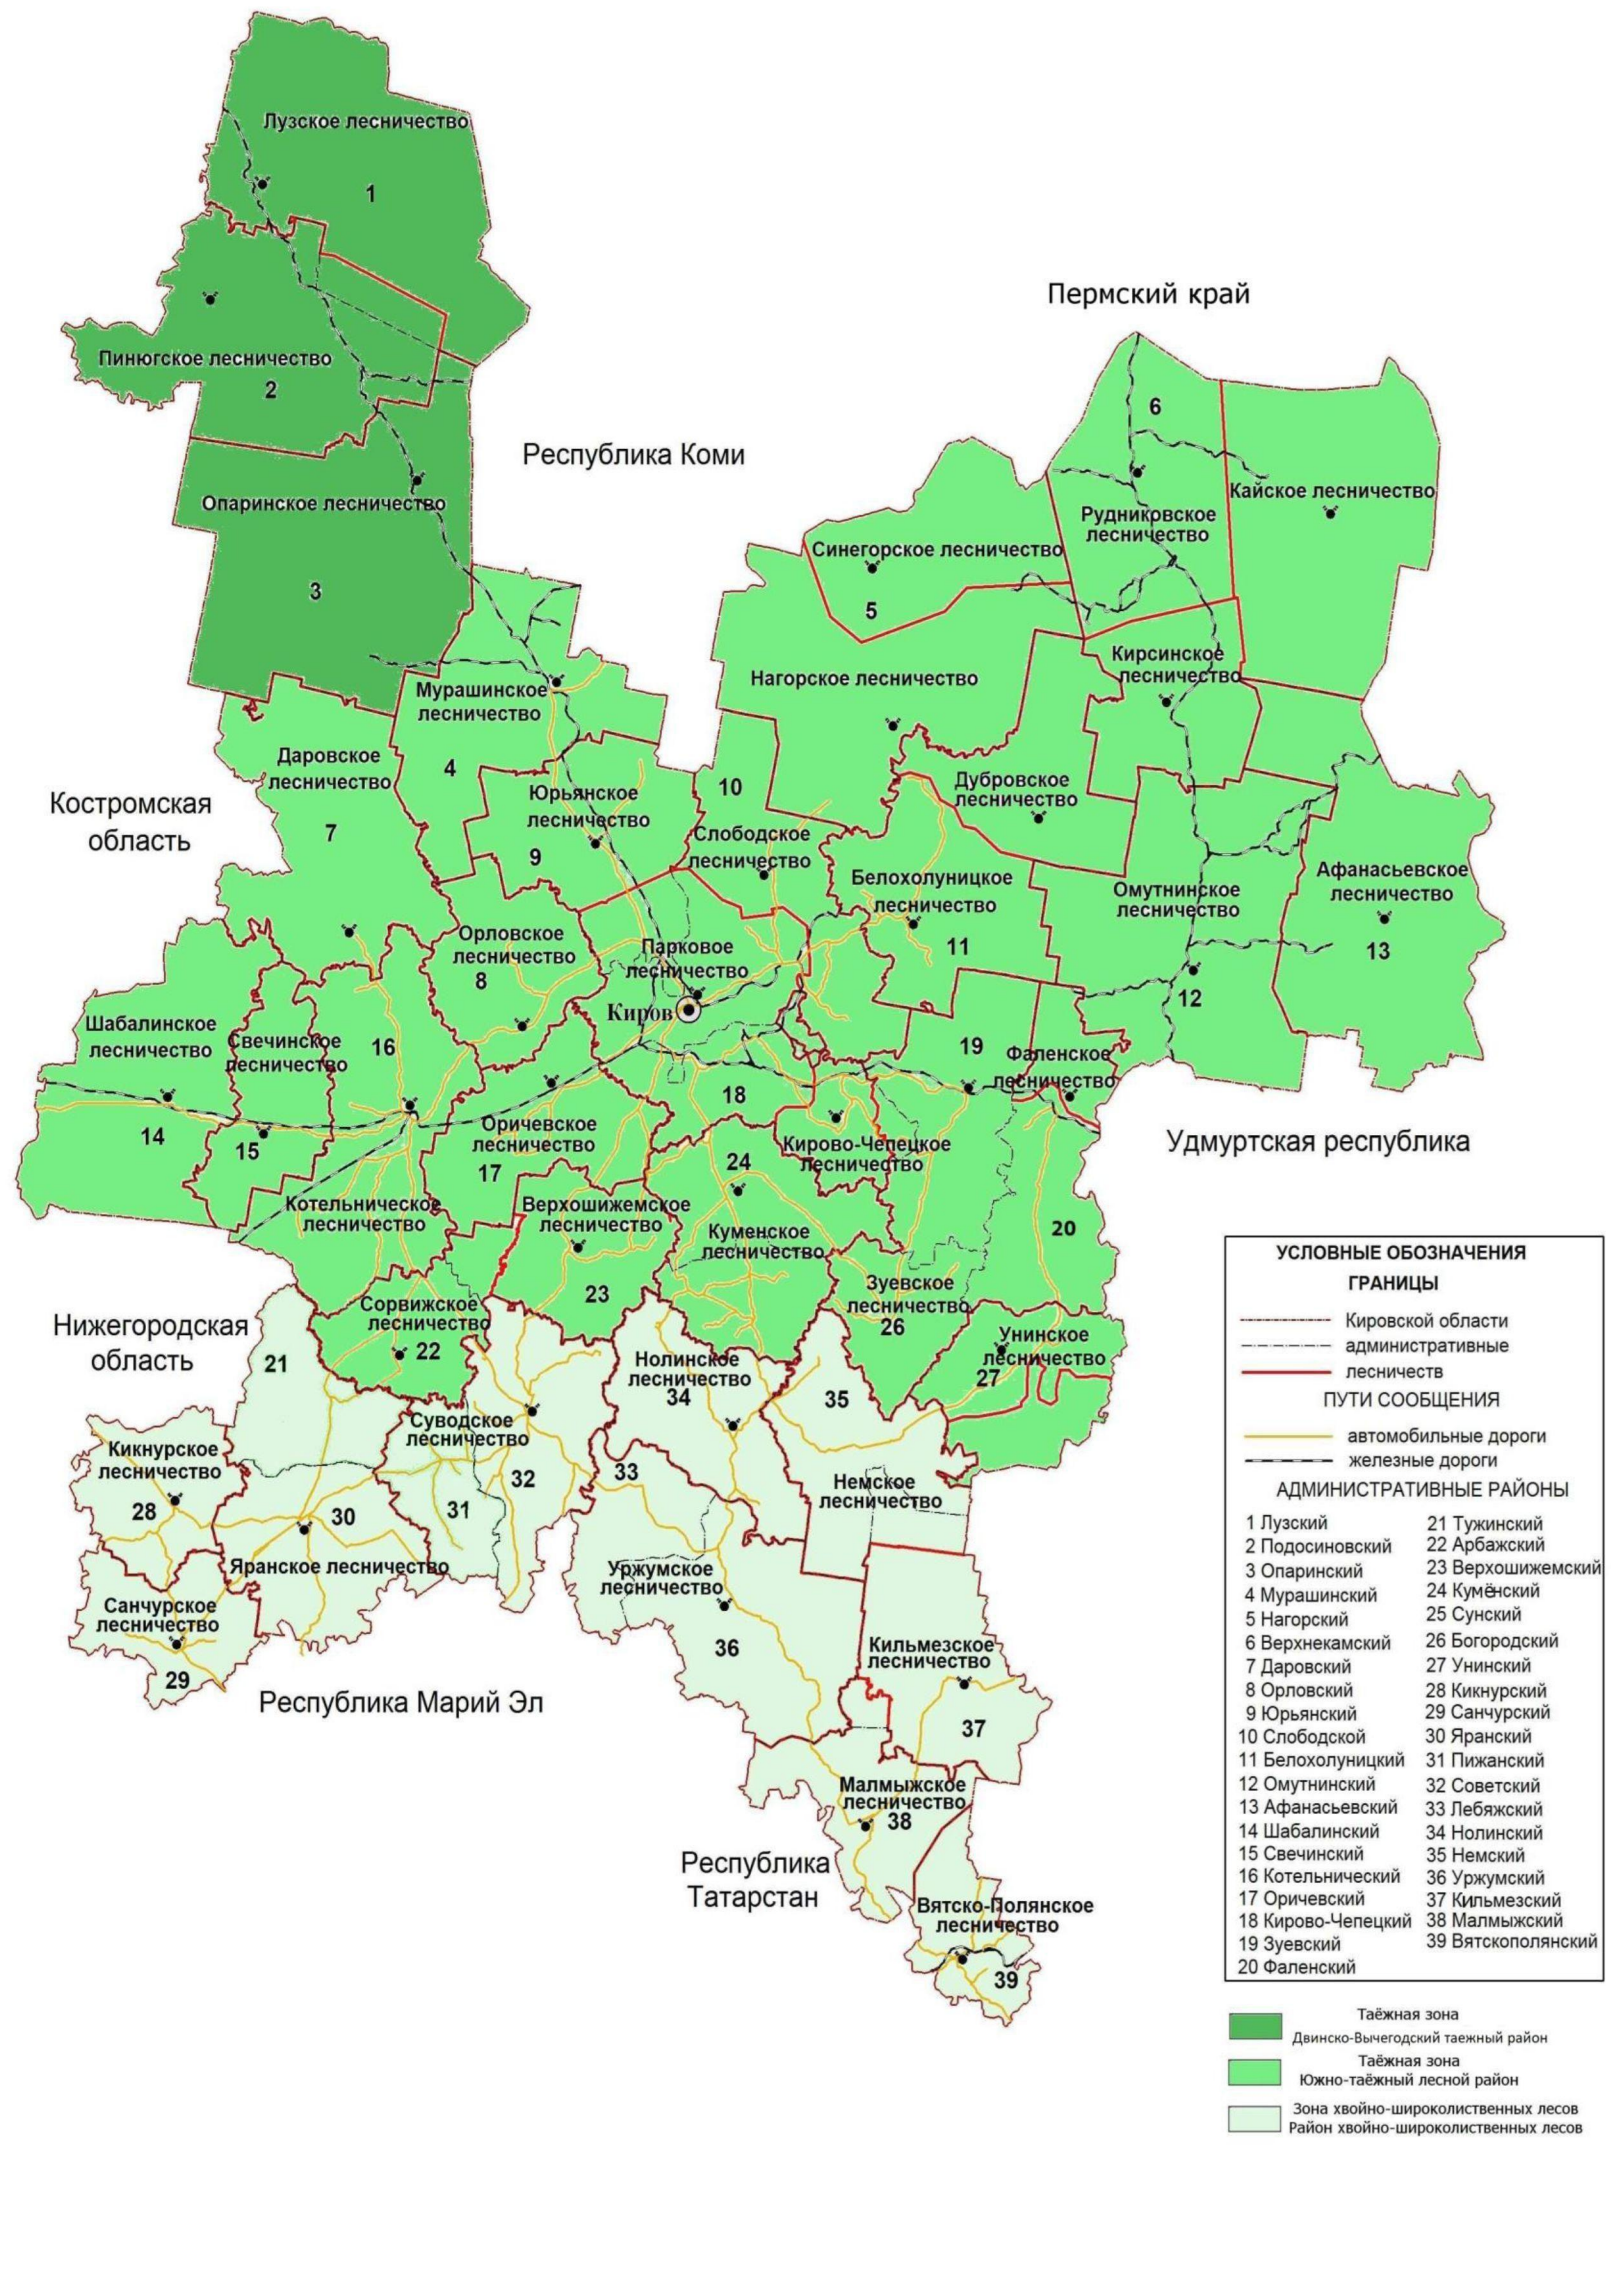 Лузское лесничество
1
Пермский край
Пинюгское лесничество
2
6
Республика Коми
Опаринское лесничество
Кайское лесничество
Рудниковское
лесничество
Синегорское лесничество
3
5
Кирсинское
лесничество
Нагорское лесничество
Мурашинское
лесничество
Даровское
лесничество
4
10
Дубровское
лесничество
Костромская
область
Юрьянское
лесничество
7
9
Слободское
лесничество
Белохолуницкое
лесничество
Омутнинское
лесничество
Афанасьевское
лесничество
Орловское
лесничество
8
Парковое
лесничество
11
13
12
Киров
Шабалинское
лесничество
Свечинское
лесничество
16
19
Фаленское
лесничество
18
14
15
Оричевское
лесничество
17
Кирово-Чепецкое
лесничество
Удмуртская республика
24
Котельническое
лесничество
Верхошижемское
лесничество
Куменское
лесничество
20
23
Зуевское
лесничество
26
Нижегородская
область
Сорвижское
лесничество
22
21
Унинское
лесничество
27
Нолинское
лесничество
34
35
Суводское
лесничество
Кикнурское
лесничество
28
32
33
Немское
лесничество
30
31
Яранское лесничество
Уржумское
лесничество
Санчурское
лесничество
29
36
Кильмезское
лесничество
37
Республика Марий Эл
Малмыжское
лесничество
38
Республика
Татарстан
Вятско-Полянское
лесничество
39
УСЛОВНЫЕ ОБОЗНАЧЕНИЯ
ГРАНИЦЫ
Кировской области
административные
лесничеств
ПУТИ СООБЩЕНИЯ
автомобильные дороги
железные дороги
АДМИНИСТРАТИВНЫЕ РАЙОНЫ
1 Лузский
2 Подосиновский
3 Опаринский
4 Мурашинский
5 Нагорский
6 Верхнекамский
7 Даровский
8 Орловский
9 Юрьянский
10 Слободской
11 Белохолуницкий
12 Омутнинский
13 Афанасьевский
14 Шабалинский
15 Свечинский
16 Котельнический
17 Оричевский
18 Кирово-Чепецкий
19 Зуевский
20 Фаленский
21 Тужинский
22 Арбажский
23 Верхошижемский
24 Кумёнский
25 Сунский
26 Богородский
27 Унинский
28 Кикнурский
29 Санчурский
30 Яранский
31 Пижанский
32 Советский
33 Лебяжский
34 Нолинский
35 Немский
36 Уржумский
37 Кильмезский
38 Малмыжский
39 Вятскополянский
Таёжная зона
Двинско-Вычегодский таежный район
Таёжная зона
Южно-таёжный лесной район
Зона хвойно-широколиственных лесов
Район хвойно-широколиственных лесов